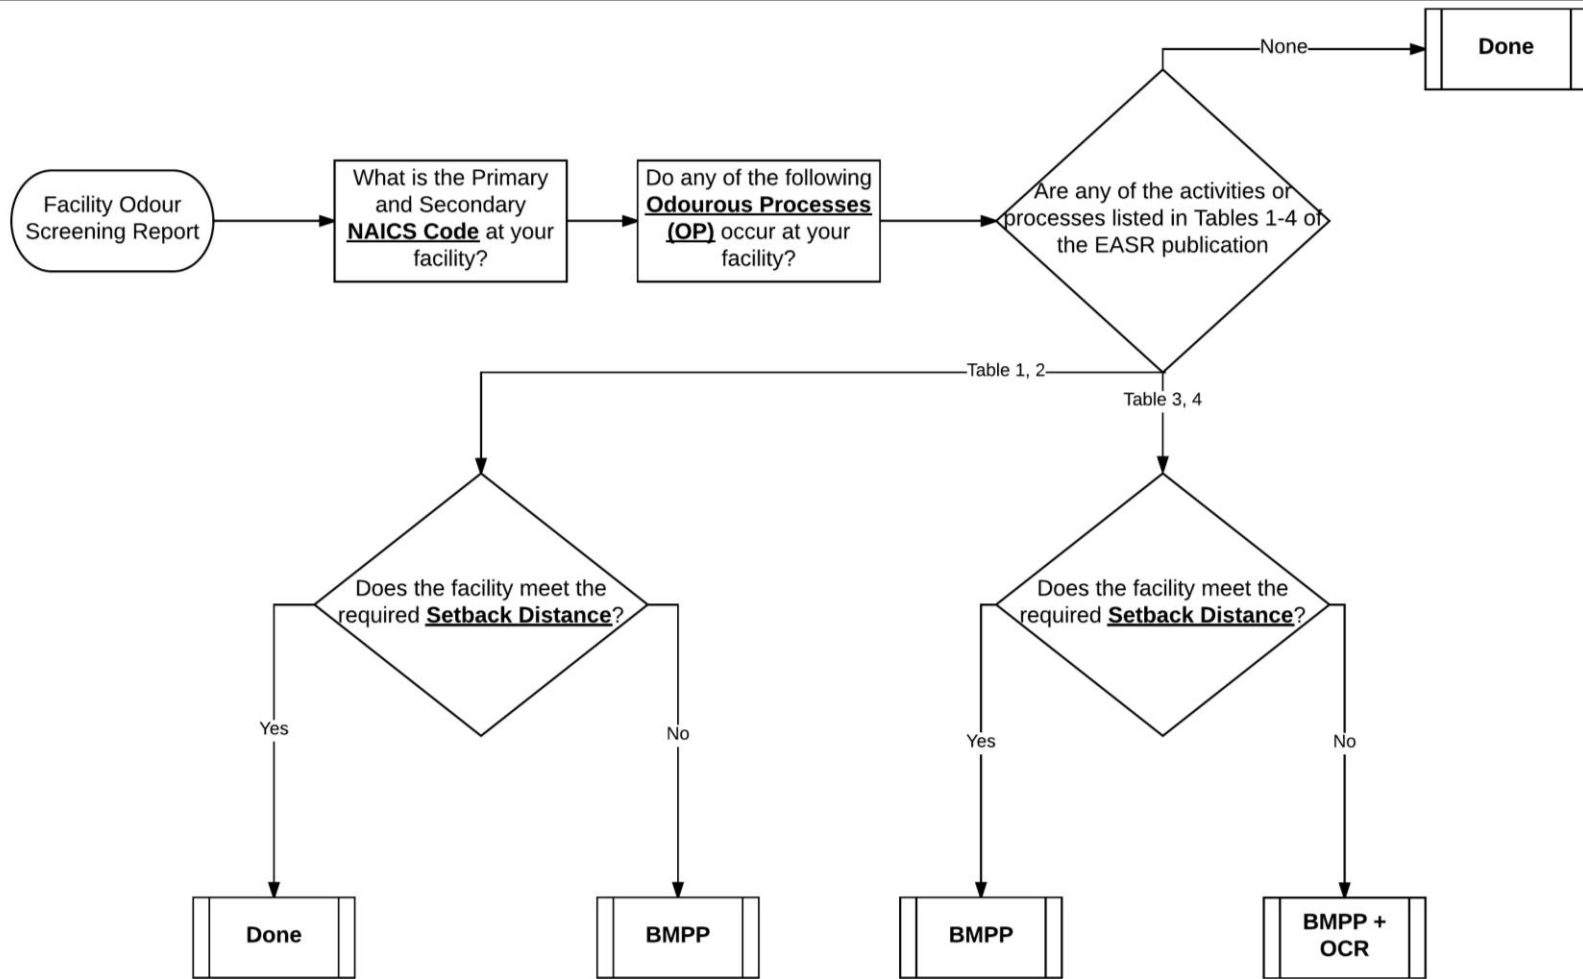 None
Done
Facility Odour
Screening Report
What is the Primary
and Secondary
NAICS Code at your
facility?
Do any of the following
Odourous Processes
(OP) occur at your
facility?
Are any of the activities or
processes listed in Tables 1-4 of
the EASR publication
Table 1, 2
Table 3, 4
Does the facility meet the
required Setback Distance?
Does the facility meet the
required Setback Distance?
Yes
No
Yes
No
Done
BMPP
BMPP
BMPP +
OCR